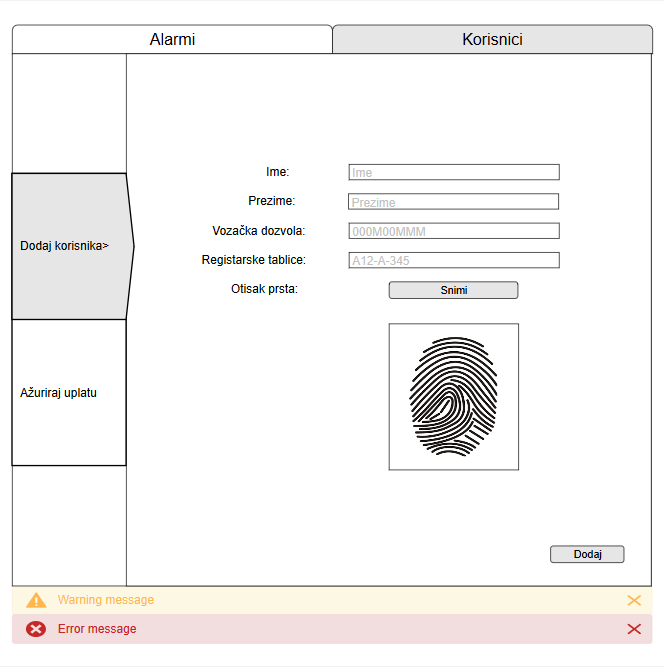 Alarmi
Korisnici
Ime:
Ime
Prezime:
Prezime
Vozačka dozvola:
000M00MMM
Dodaj korisnika>
Registarske tablice:
A12-A-345
Otisak prsta:
Snimi
Ažuriraj uplatu
Dodaj
Warning message
Error message